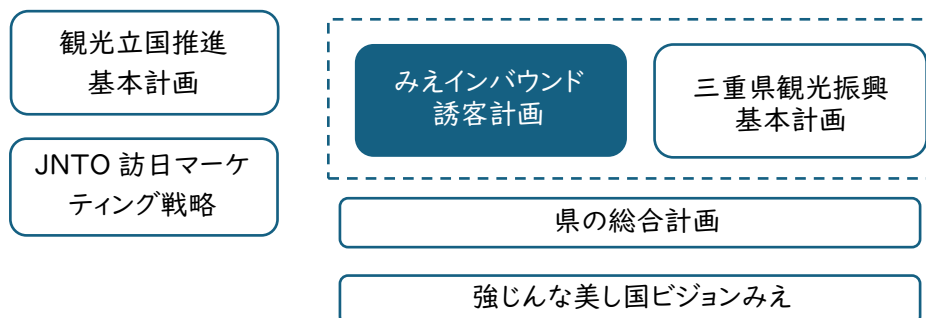 観光立国推進
基本計画
JNTO 訪日マーケ
ティング戦略
みえインバウンド
誘客計画
三重県観光振興
基本計画
県の総合計画
強じんな美し国ビジョンみえ